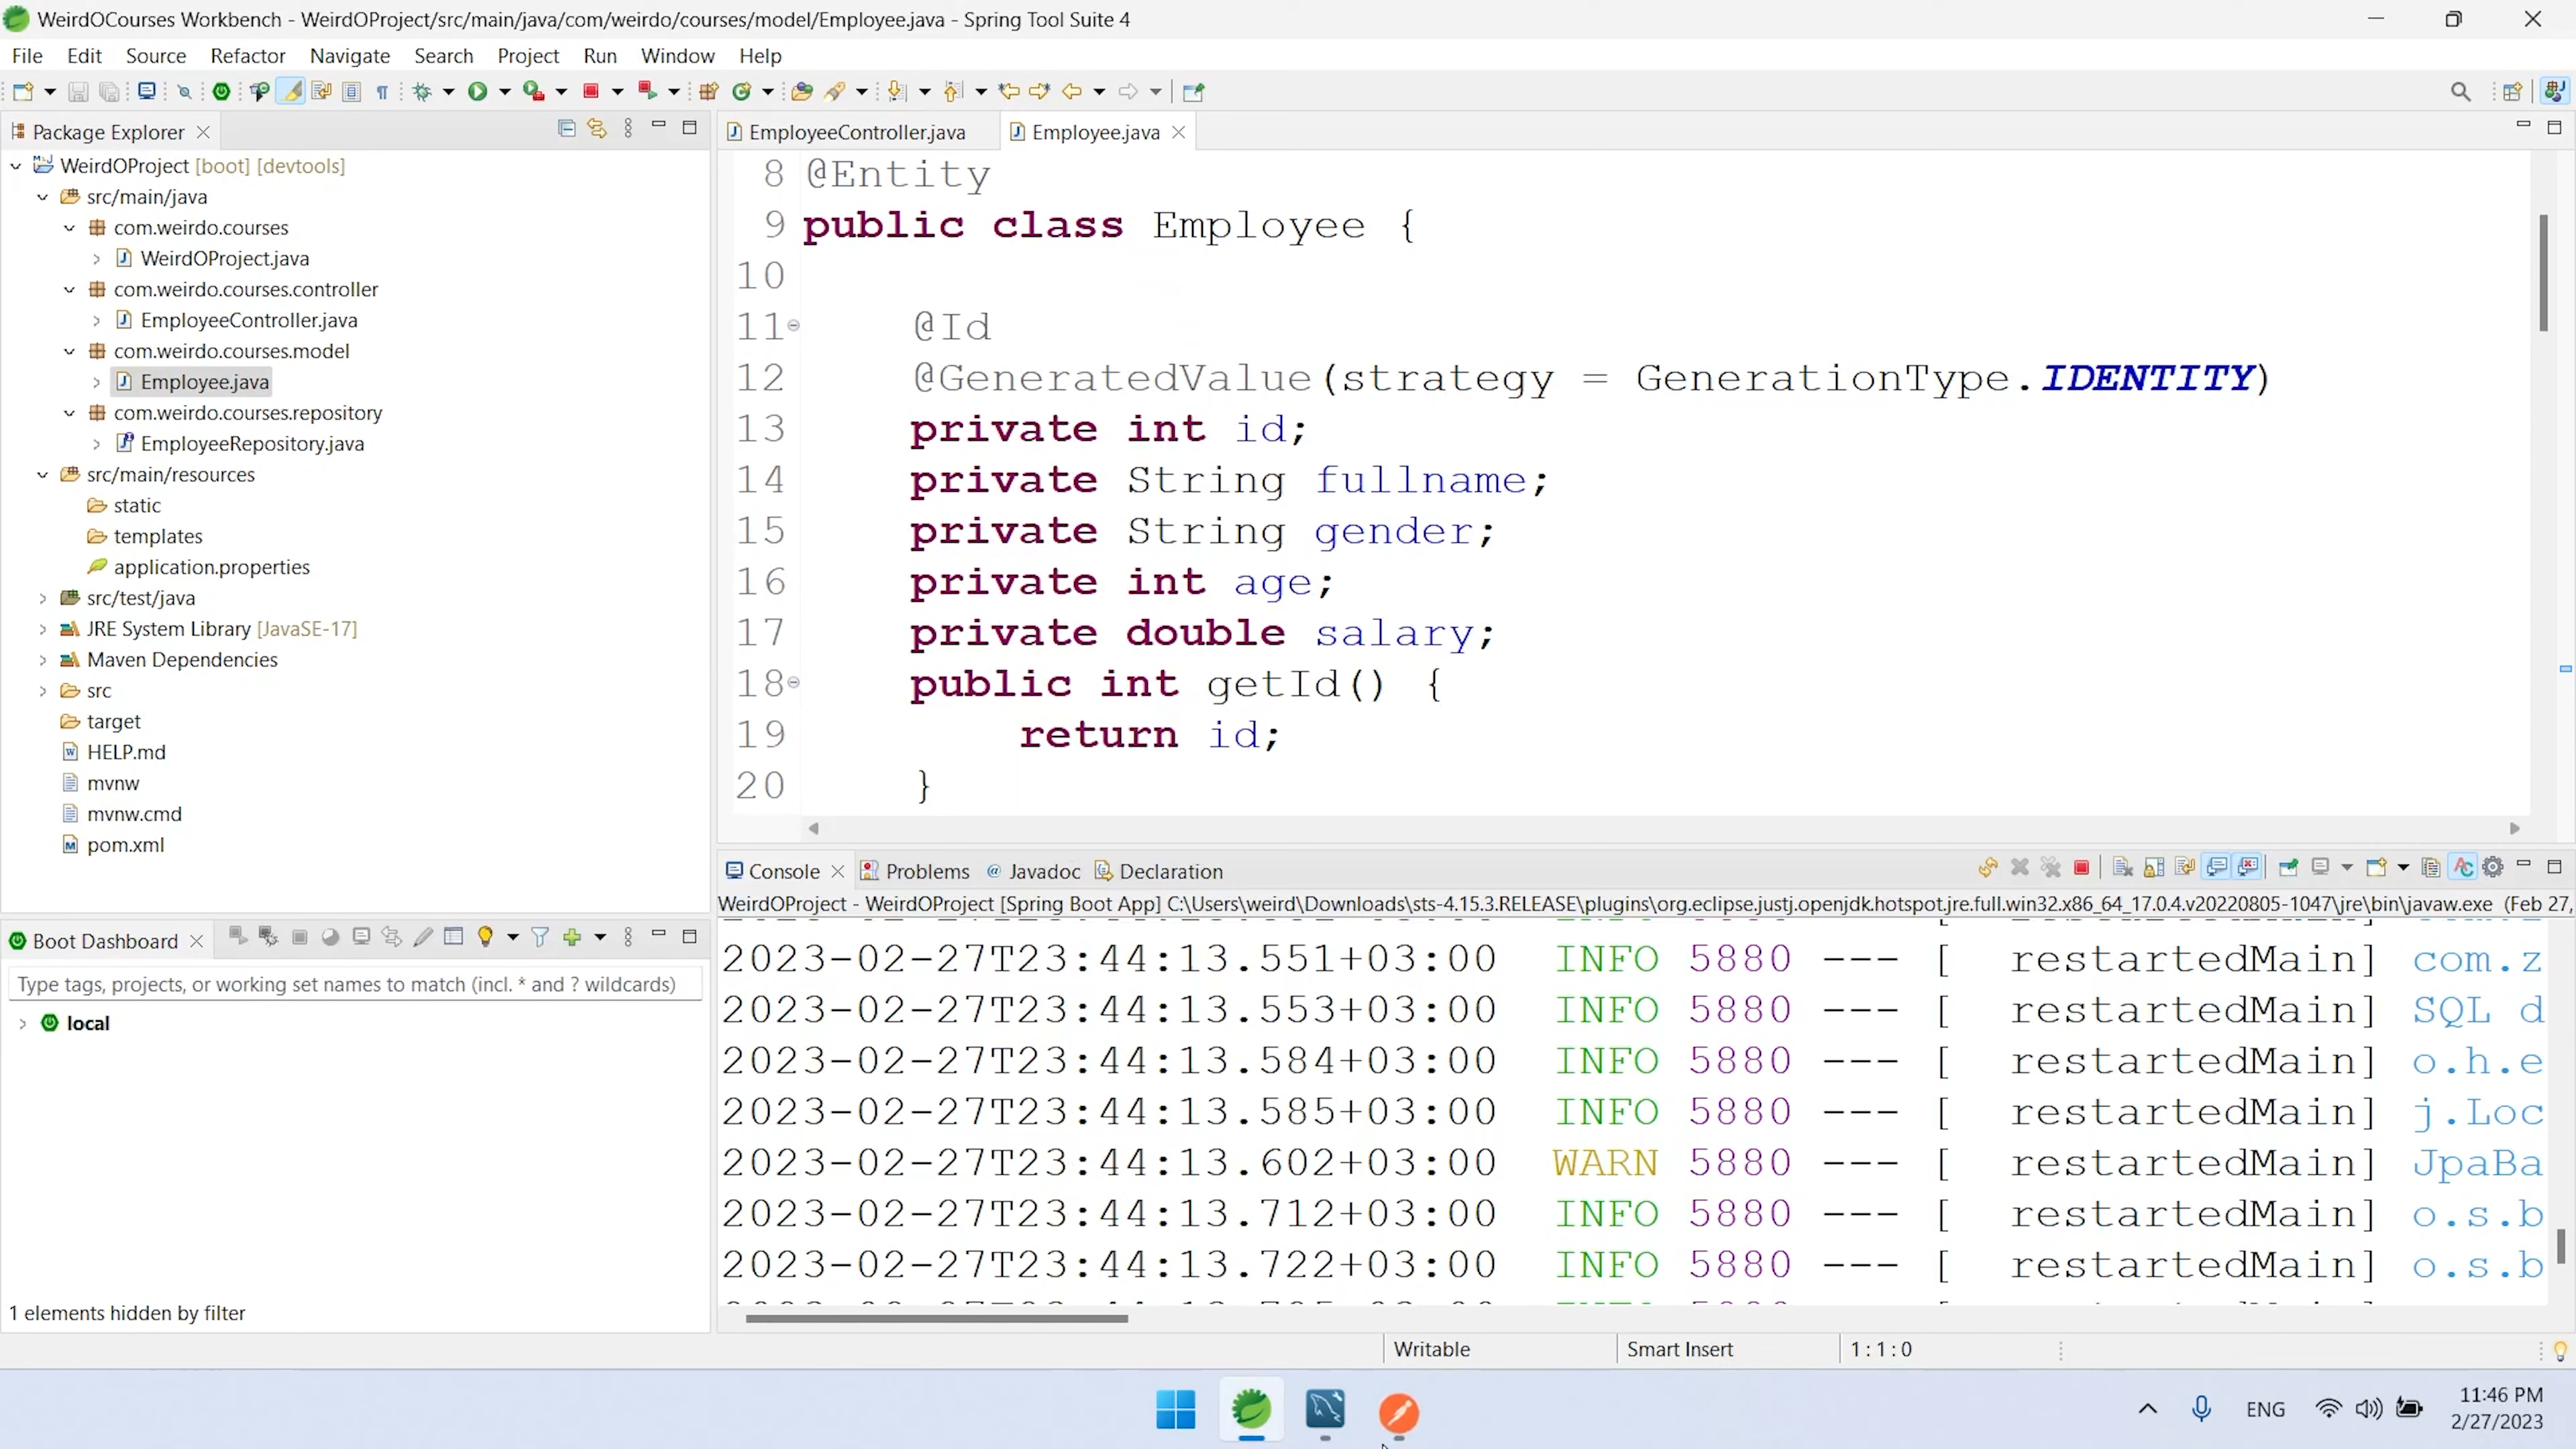 WeirdOCourses Workbench - WeirdOProject/src/main/java/com/weirdo/courses/model/Employee.java - Spring Tool Suite 4
File Edit Source Refactor Navigate Search Project Run Window Help
Package Explorer
WeirdOProject [boot] [devtools]
src/main/java
com.weirdo.courses
WeirdOProject.java
com.weirdo.courses.controller
EmployeeController.java
com.weirdo.courses.model
Employee.java
com.weirdo.courses.repository
EmployeeRepository.java
src/main/resources
static
templates
application.properties
src/test/java
JRE System Library [JavaSE-17]
Maven Dependencies
src
target
HELP.md
mvnw
mvnw.cmd
pom.xml
Boot Dashboard
Type tags, projects, or working set names to match (incl. * and ? wildcards)
local
1 elements hidden by filter
EmployeeController.java Employee.java
8 @Entity
9 public class Employee {
10
11 @Id
12 @GeneratedValue(strategy = GenerationType.IDENTITY)
13 private int id;
14 private String fullname;
15 private String gender;
16 private int age;
17 private double salary;
18 public int getId() {
19 return id;
20 }
Console Problems Javadoc Declaration
WeirdOProject - WeirdOProject [Spring Boot App] C:\Users\weird\Downloads\sts-4.15.3.RELEASE\plugins\org.eclipse.justj.openjdk.hotspot.jre.full.win32.x86_64_17.0.4.v20220805-1047\jre\bin\javaw.exe (Feb 27,
2023-02-27T23:44:13.551+03:00 INFO 5880 --- [ restartedMain] com.z
2023-02-27T23:44:13.553+03:00 INFO 5880 --- [ restartedMain] SQL d
2023-02-27T23:44:13.584+03:00 INFO 5880 --- [ restartedMain] o.h.e
2023-02-27T23:44:13.585+03:00 INFO 5880 --- [ restartedMain] j.Loc
2023-02-27T23:44:13.602+03:00 WARN 5880 --- [ restartedMain] JpaBa
2023-02-27T23:44:13.712+03:00 INFO 5880 --- [ restartedMain] o.s.b
2023-02-27T23:44:13.722+03:00 INFO 5880 --- [ restartedMain] o.s.b
Writable Smart Insert 1 : 1 : 0
ENG
11:46 PM
2/27/2023